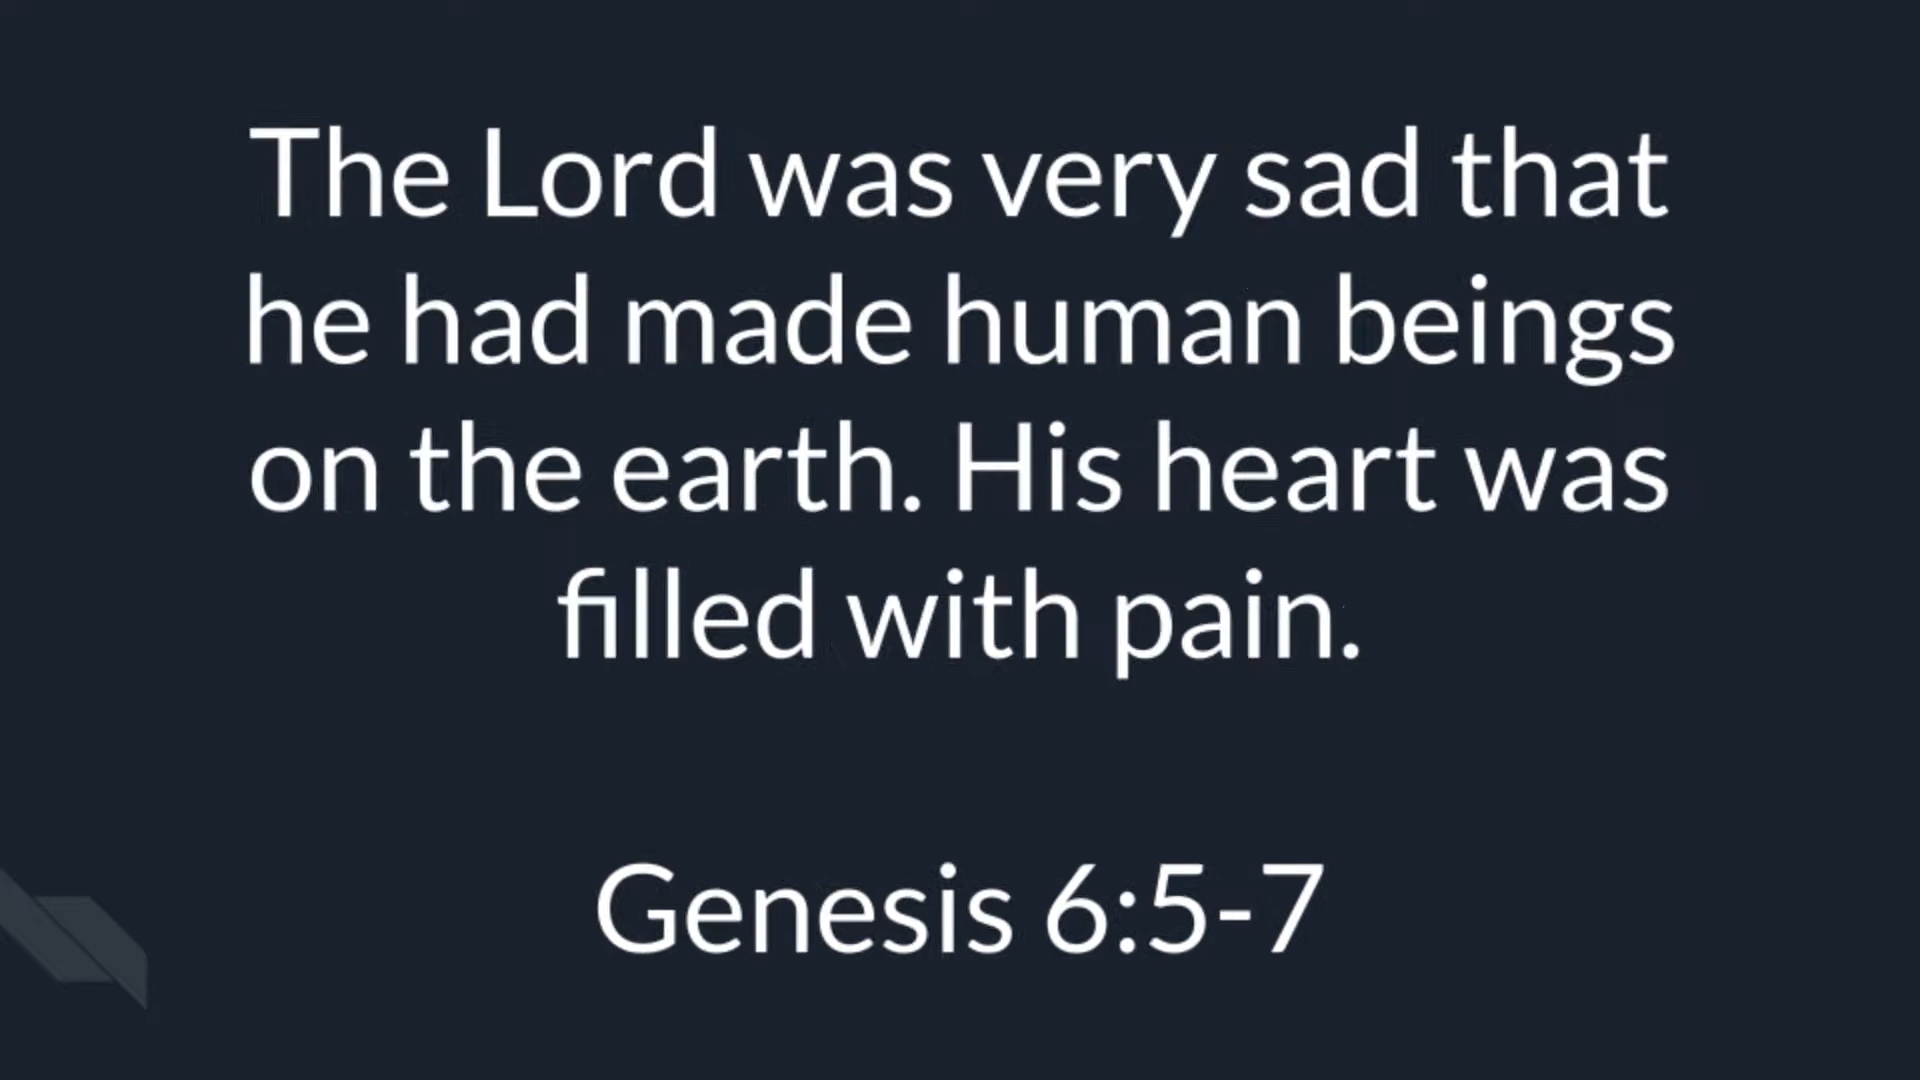 The Lord was very sad that
he had made human beings
on the earth. His heart was
filled with pain.
Genesis 6:5-7